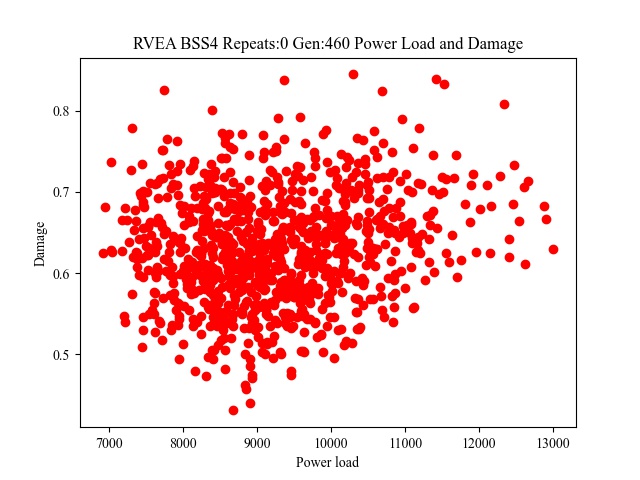 RVEA BSS4 Repeats:0 Gen:460 Power Load and Damage
0.8
0.7
0.6
0.5
Damage
7000 8000 9000 10000 11000 12000 13000
Power load